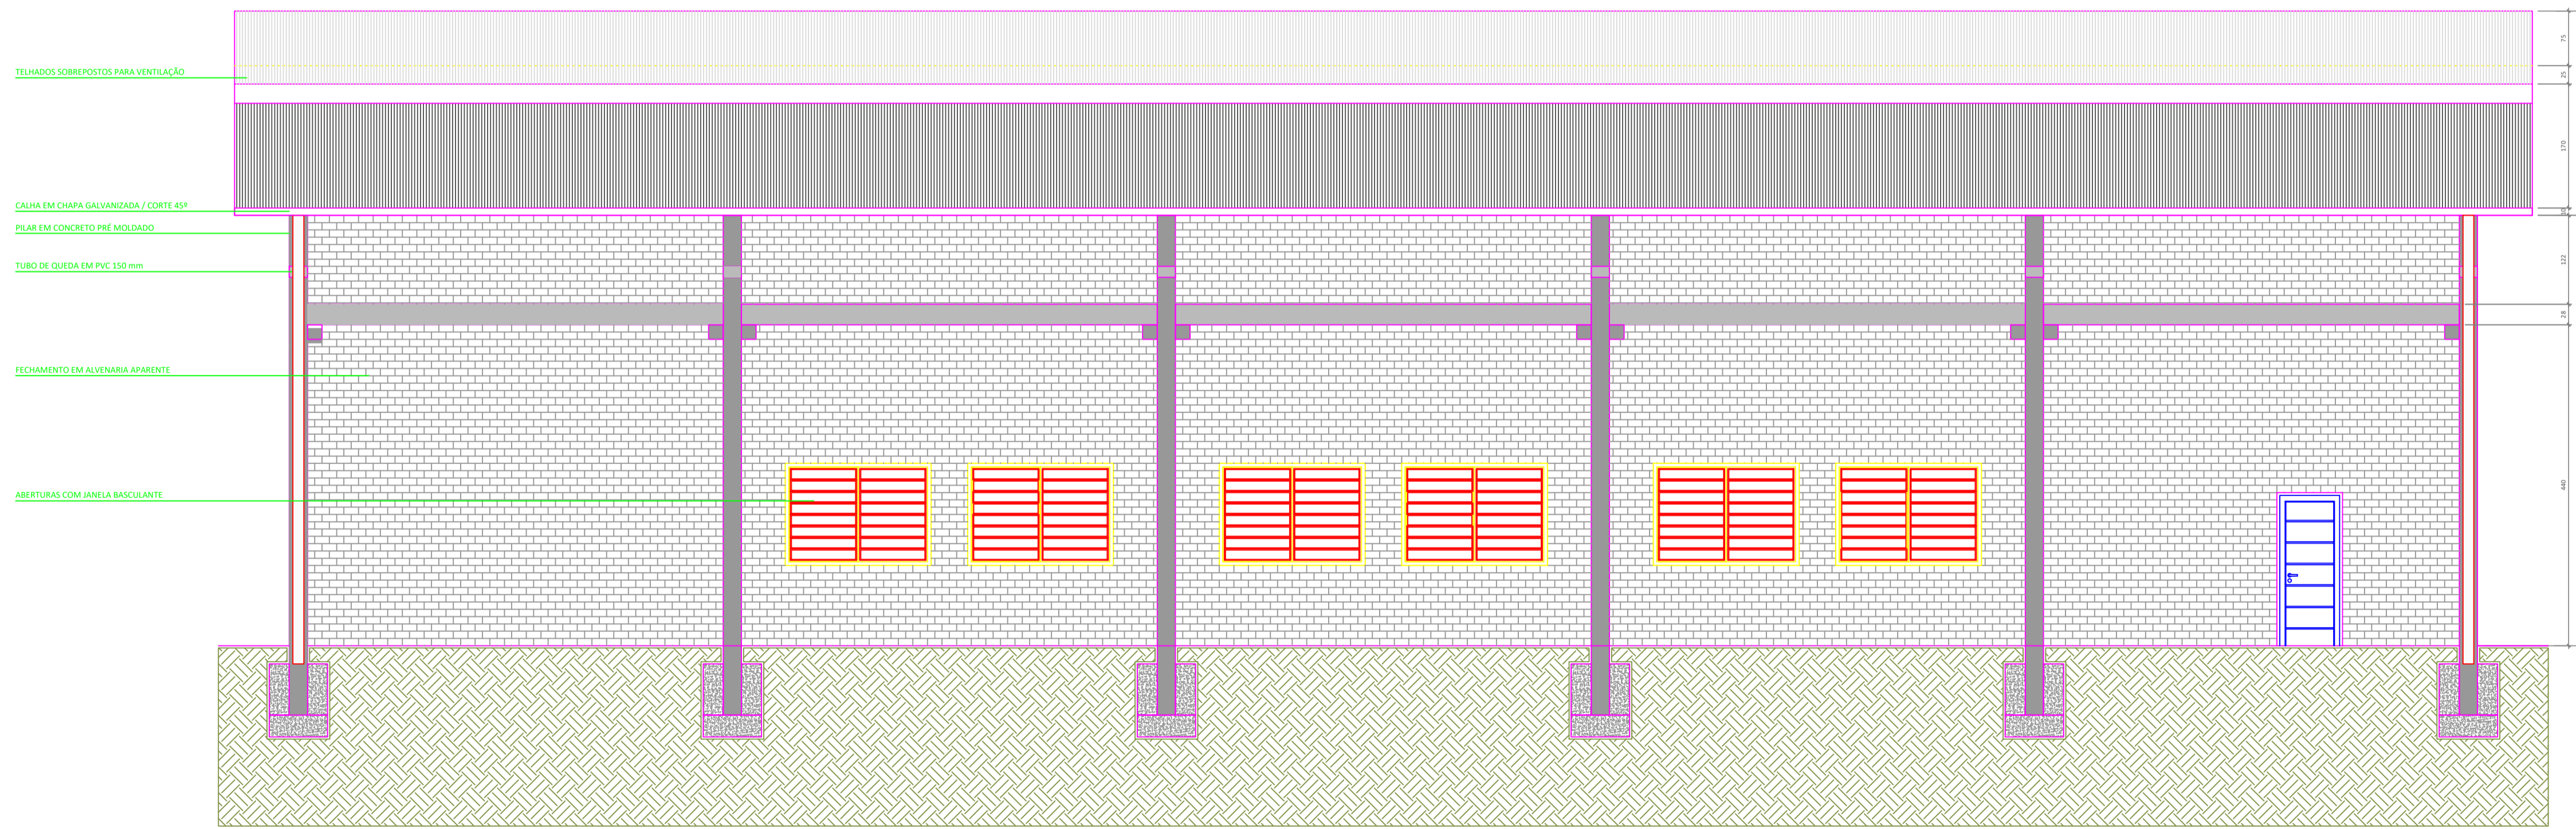 TELHADOS SOBREPOSTOS PARA VENTILAÇÃO
CALHA EM CHAPA GALVANIZADA / CORTE 45º
PILAR EM CONCRETO PRÉ MOLDADO
TUBO DE QUEDA EM PVC 150 mm
FECHAMENTO EM ALVENARIA APARENTE
ABERTURAS COM JANELA BASCULANTE
75
25
170
10
122
28
440